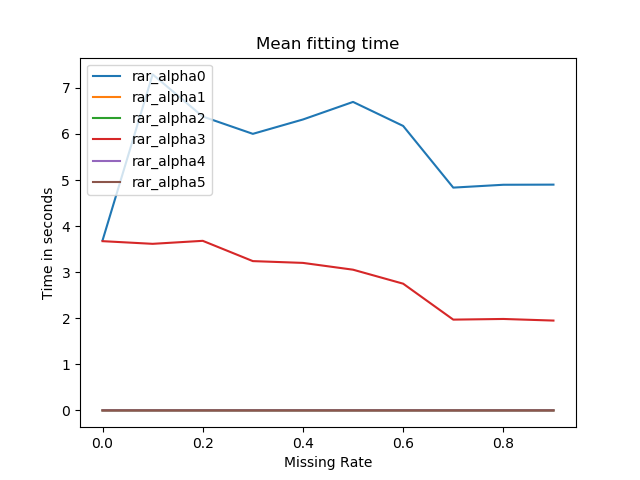 Mean fitting time
rar_alpha0
rar_alpha1
rar_alpha2
rar_alpha3
rar_alpha4
rar_alpha5
7
6
5
4
3
2
1
0
Time in seconds
0.0 0.2 0.4 0.6 0.8
Missing Rate